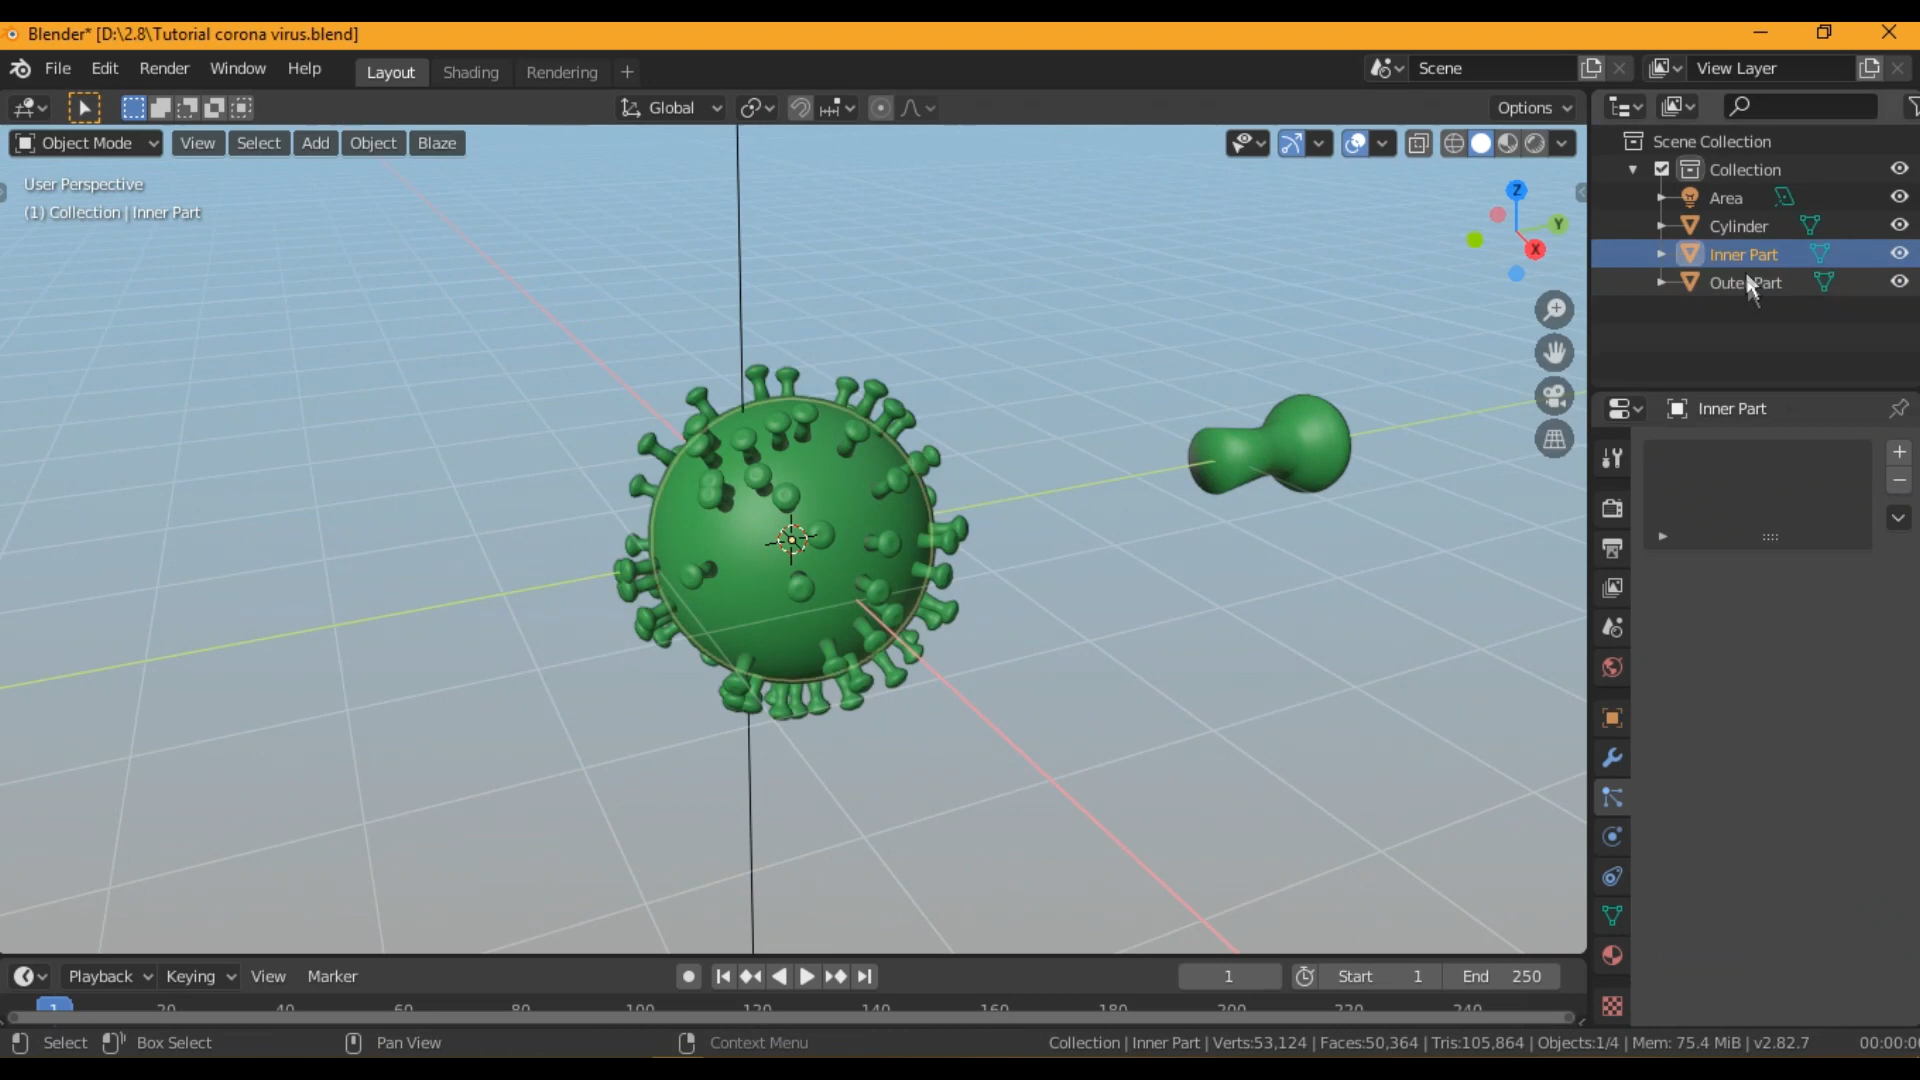 Blender* [D:\2.8\Tutorial corona virus.blend]
File Edit Render Window Help Layout Shading Rendering + Scene View Layer
Global Options
Object Mode View Select Add Object Blaze
User Perspective
(1) Collection | Inner Part
Z
Y
X
Scene Collection
Collection
Area
Cylinder
Inner Part
Outer Part
Inner Part
Playback Keying View Marker 1 Start 1 End 250
1 20 40 60 80 100 120 140 160 180 200 220 240
Select Box Select Pan View Context Menu Collection | Inner Part | Verts:53,124 | Faces:50,364 | Tris:105,864 | Objects:1/4 | Mem: 75.4 MiB | v2.82.7 00:00:0